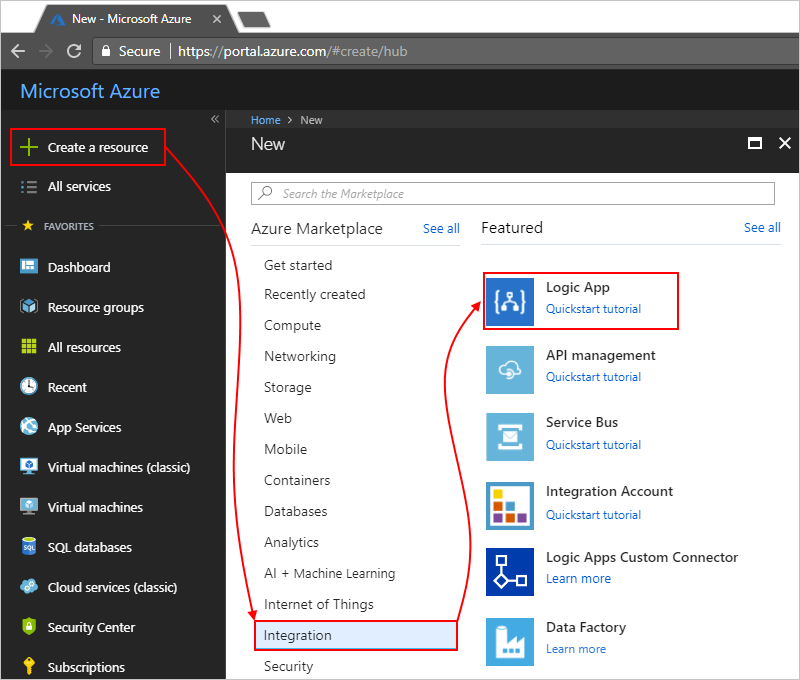 New - Microsoft Azure
Secure
https://portal.azure.com/#create/hub
Microsoft Azure
Create a resource
All services
FAVORITES
Dashboard
Resource groups
All resources
Recent
App Services
Virtual machines (classic)
Virtual machines
SQL databases
Cloud services (classic)
Security Center
Subscriptions
Home > New
New
Search the Marketplace
Azure Marketplace
See all
Get started
Recently created
Compute
Networking
Storage
Web
Mobile
Containers
Databases
Analytics
AI + Machine Learning
Internet of Things
Integration
Security
Featured
See all
Logic App
Quickstart tutorial
API management
Quickstart tutorial
Service Bus
Quickstart tutorial
Integration Account
Quickstart tutorial
Logic Apps Custom Connector
Learn more
Data Factory
Learn more